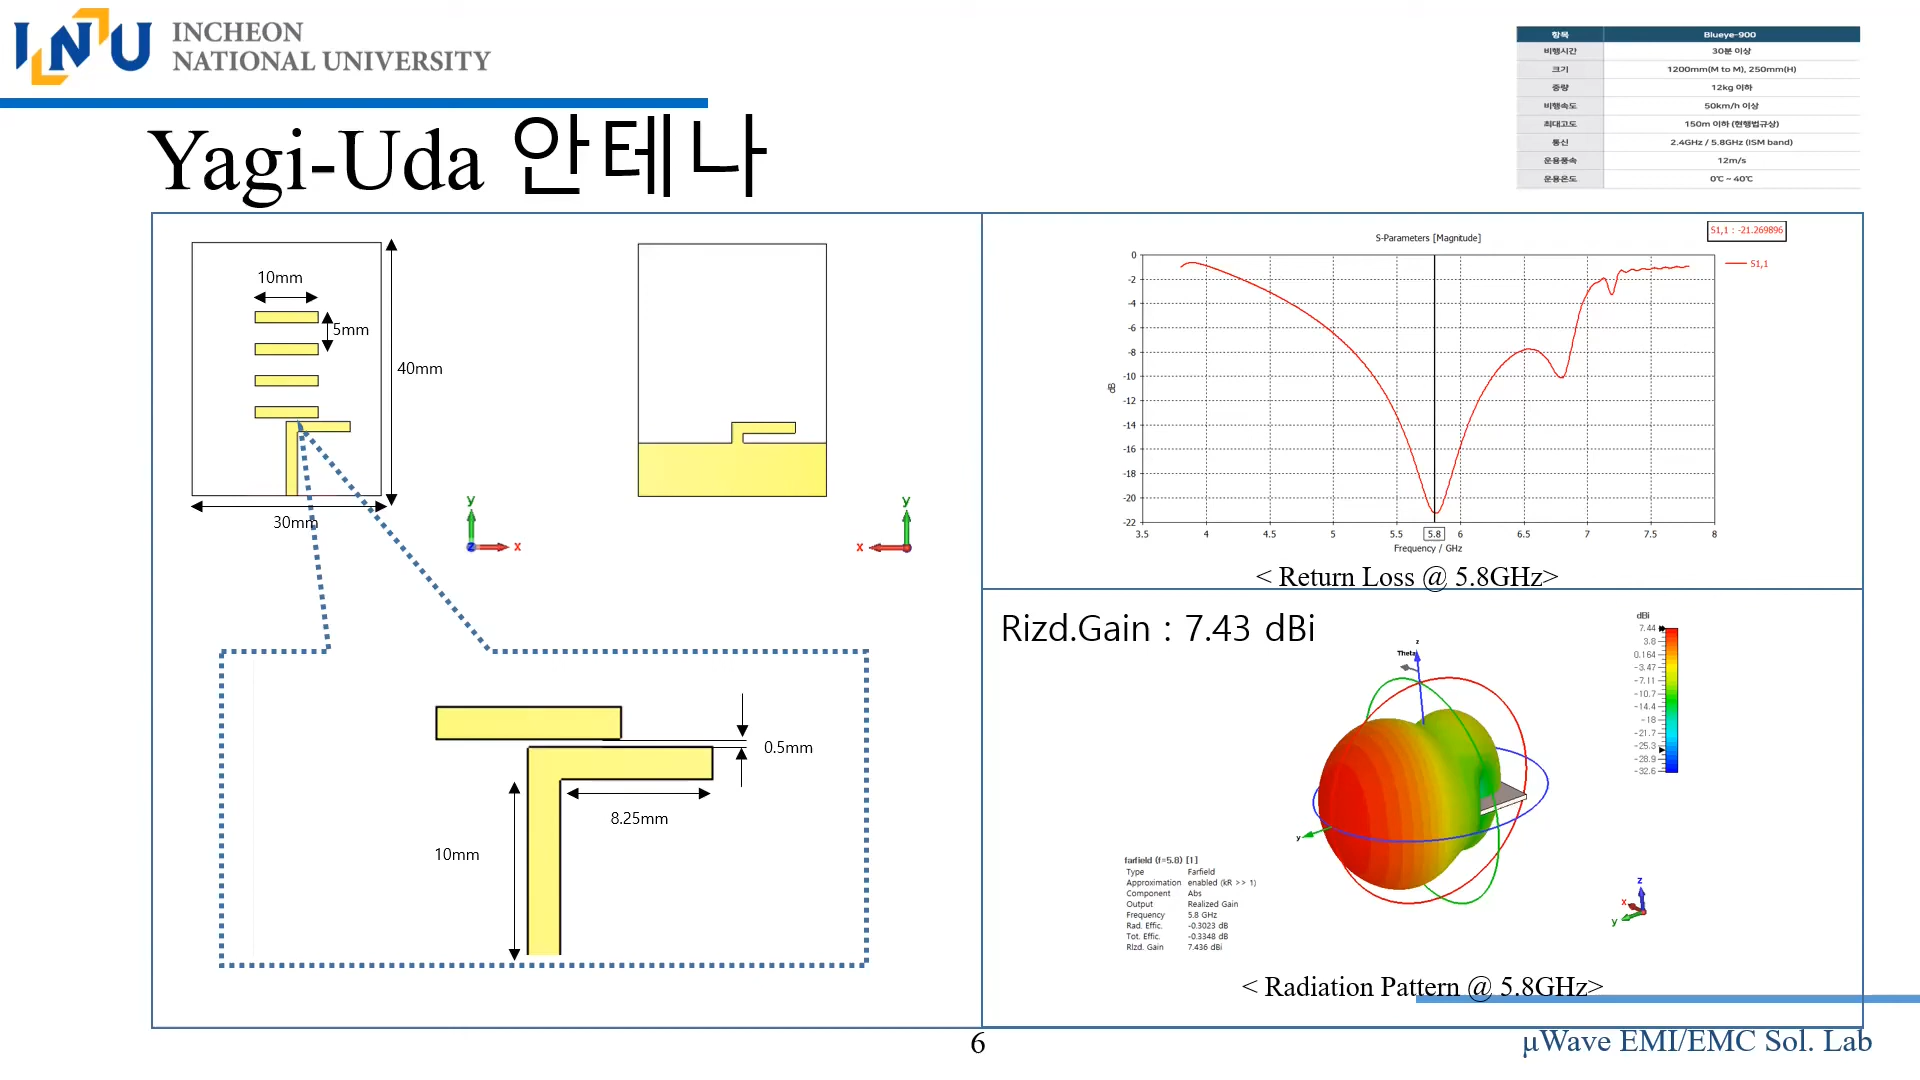 INU
INCHEON
NATIONAL UNIVERSITY
항목 Blueye-900
비행시간 30분 이상
크기 1200mm(M to M), 250mm(H)
중량 12kg 이하
비행속도 50km/h 이상
최대고도 150m 이하 (현행법규상)
통신 2.4GHz / 5.8GHz (ISM band)
운용풍속 12m/s
운용온도 0℃ ~ 40℃
Yagi-Uda 안테나
10mm
5mm
40mm
30mm
y
z
x
y
x
0.5mm
8.25mm
10mm
S-Parameters [Magnitude]
S1,1 : -21.269896
S1,1
0
-2
-4
-6
-8
-10
-12
-14
-16
-18
-20
-22
dB
3.5 4 4.5 5 5.5 5.8 6 6.5 7 7.5 8
Frequency / GHz
< Return Loss @ 5.8GHz>
Rizd.Gain : 7.43 dBi
dBi
7.44
3.8
0.164
-3.47
-7.11
-10.7
-14.4
-18
-21.7
-25.3
-28.9
-32.6
z
Theta
y
farfield (f=5.8) [1]
Type Farfield
Approximation enabled (kR >> 1)
Component Abs
Output Realized Gain
Frequency 5.8 GHz
Rad. Effic. -0.3023 dB
Tot. Effic. -0.3348 dB
Rlzd. Gain 7.436 dBi
z
x
y
< Radiation Pattern @ 5.8GHz>
6
μWave EMI/EMC Sol. Lab